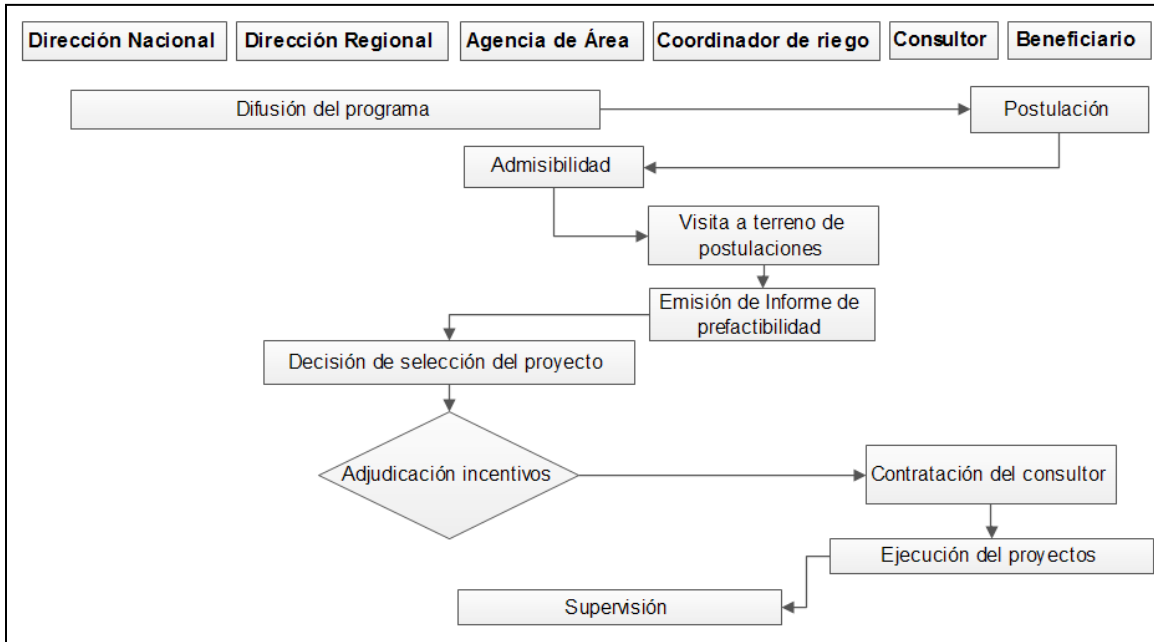 Dirección Nacional
Dirección Regional
Agencia de Área
Coordinador de riego
Consultor
Beneficiario
Difusión del programa
Postulación
Admisibilidad
Visita a terreno de
postulaciones
Emisión de Informe de
prefactibilidad
Decisión de selección del proyecto
Adjudicación incentivos
Contratación del consultor
Ejecución del proyectos
Supervisión